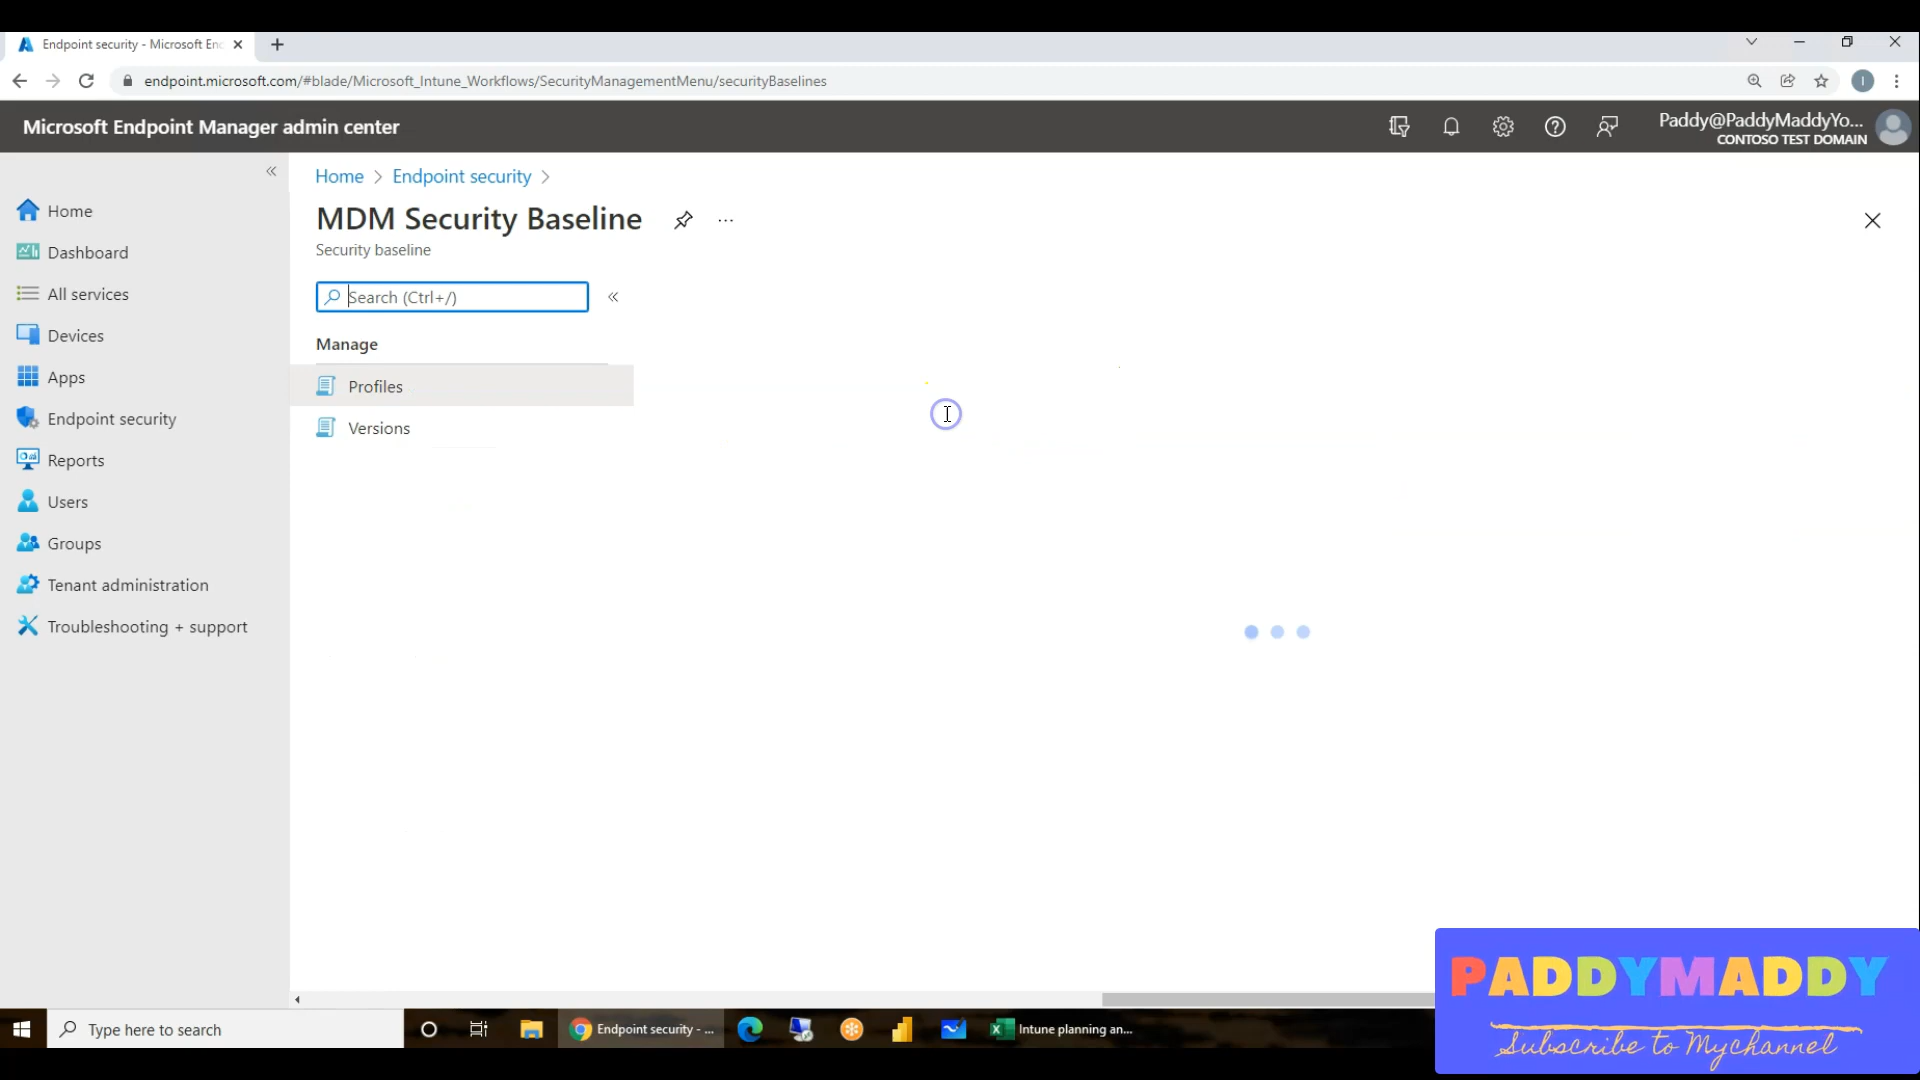 Endpoint security - Microsoft En
endpoint.microsoft.com/#blade/Microsoft_Intune_Workflows/SecurityManagementMenu/securityBaselines
I
Microsoft Endpoint Manager admin center
Paddy@PaddyMaddyYo...
CONTOSO TEST DOMAIN
Home
Dashboard
All services
Devices
Apps
Endpoint security
Reports
Users
Groups
Tenant administration
Troubleshooting + support
Home > Endpoint security >
MDM Security Baseline
Security baseline
Search (Ctrl+/)
Manage
Profiles
Versions
Type here to search
Endpoint security - ...
Intune planning an...
PADDYMADDY
Subscribe to Mychannel